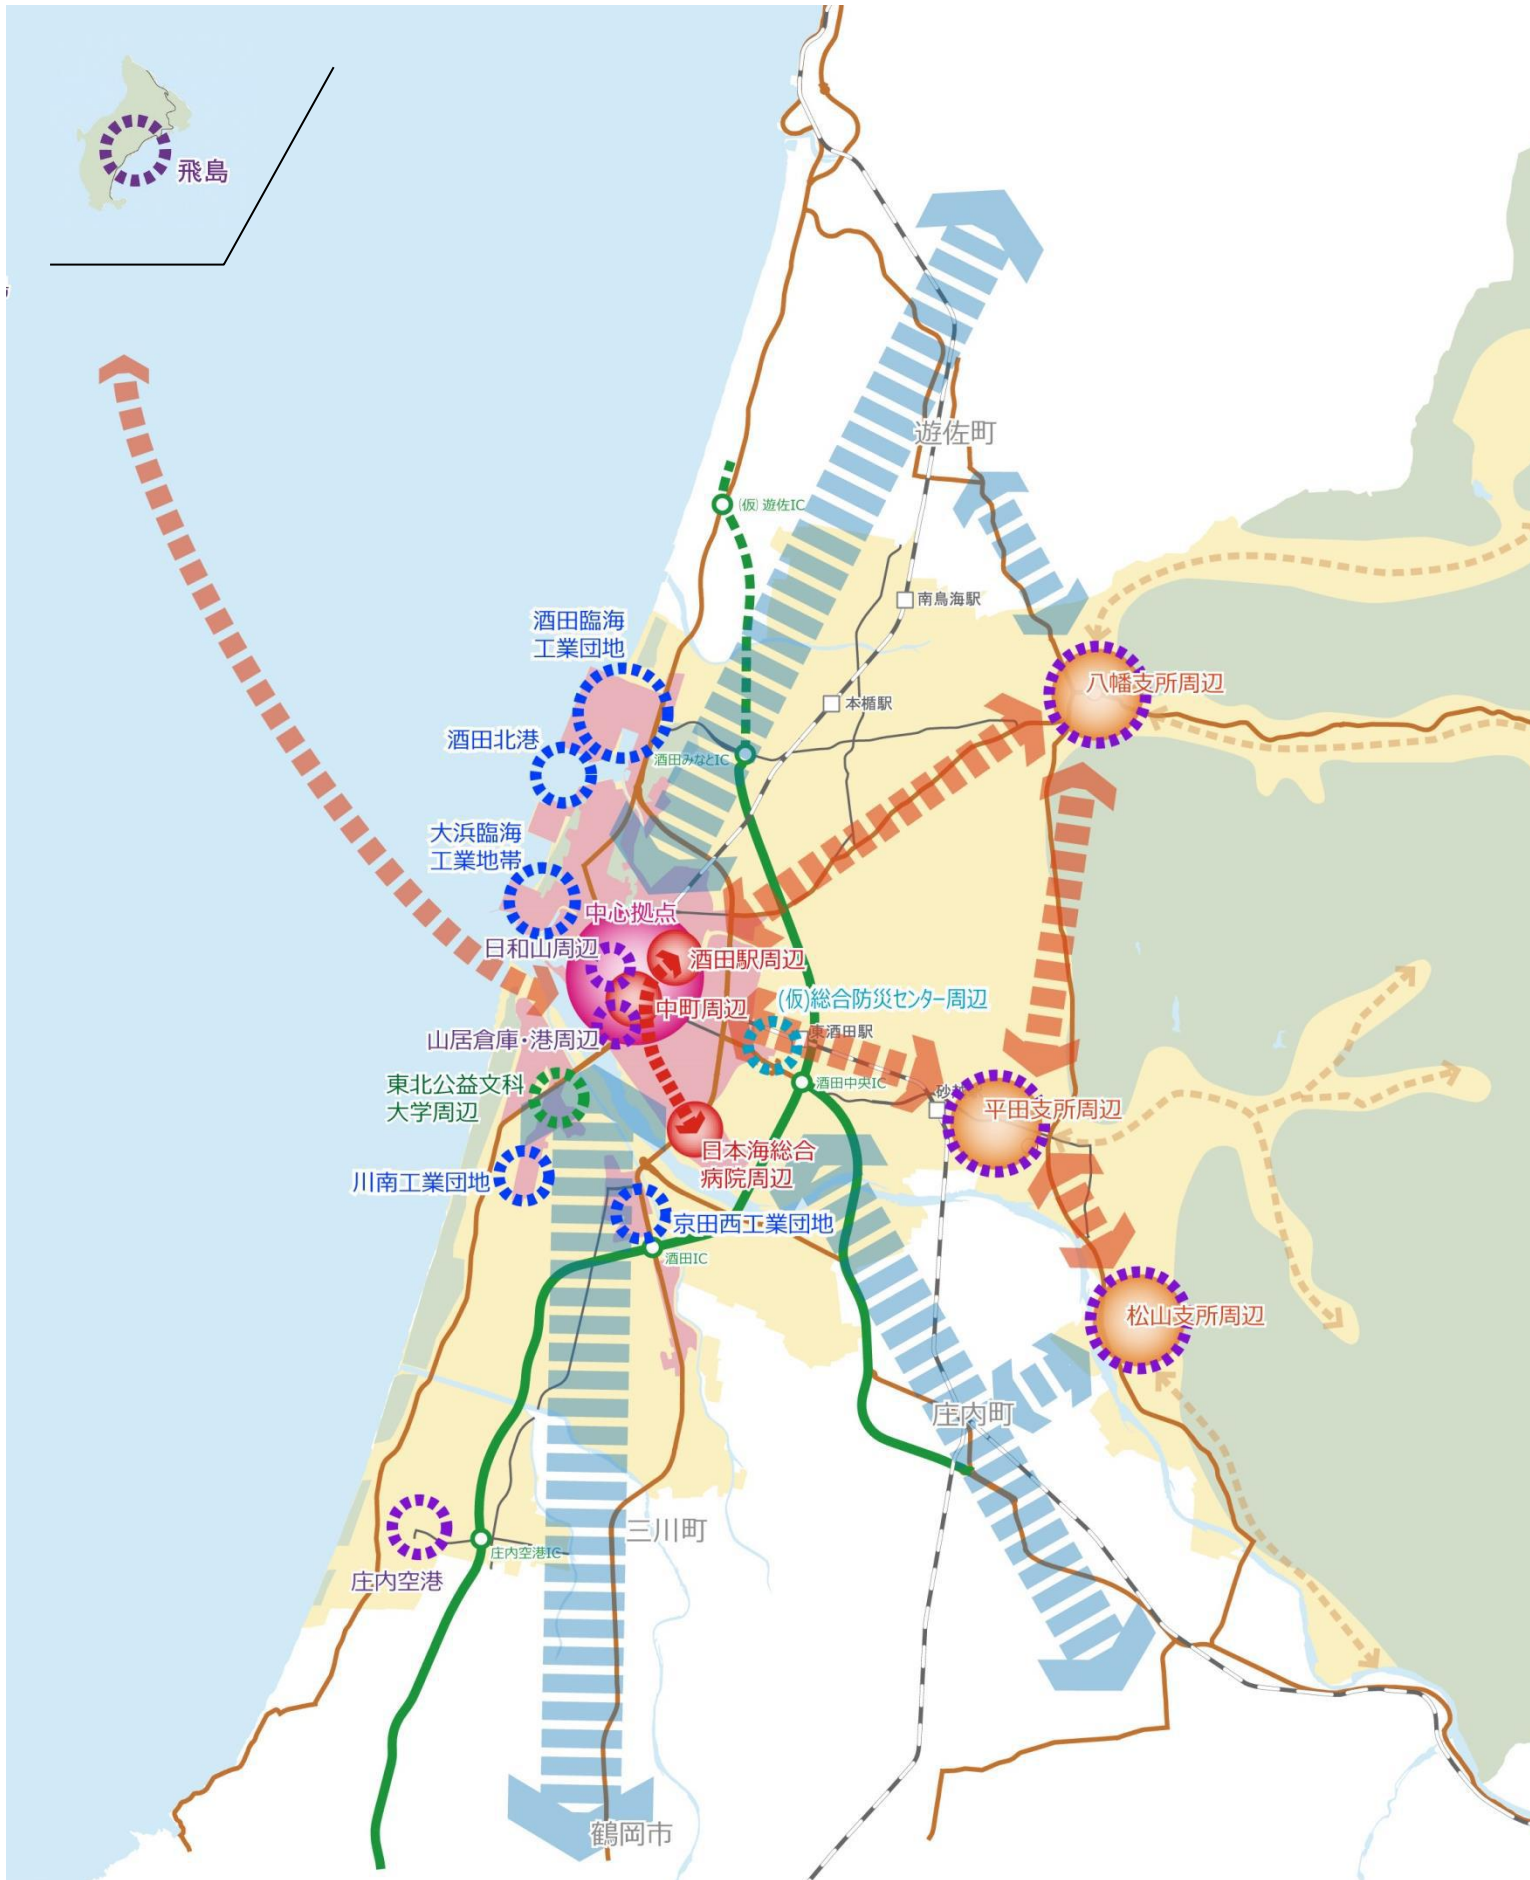 飛島
遊佐町
(仮)遊佐IC
南鳥海駅
酒田臨海
工業団地
八幡支所周辺
本楯駅
酒田北港
酒田みなとIC
大浜臨海
工業地帯
中心拠点
日和山周辺
酒田駅周辺
中町周辺
(仮)総合防災センター周辺
山居倉庫・港周辺
東酒田駅
東北公益文科
大学周辺
酒田中央IC
砂越
平田支所周辺
日本海総合
病院周辺
川南工業団地
京田西工業団地
酒田IC
松山支所周辺
庄内町
三川町
庄内空港IC
庄内空港
鶴岡市